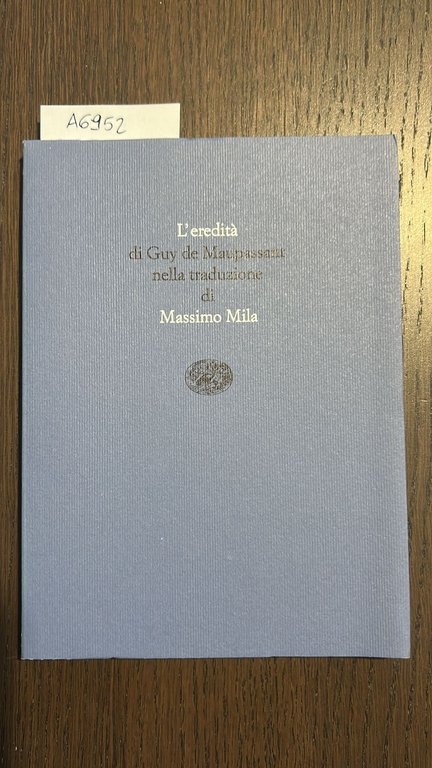 A6952
L'eredità
di Guy de Maupassant
nella traduzione
di
Massimo Mila